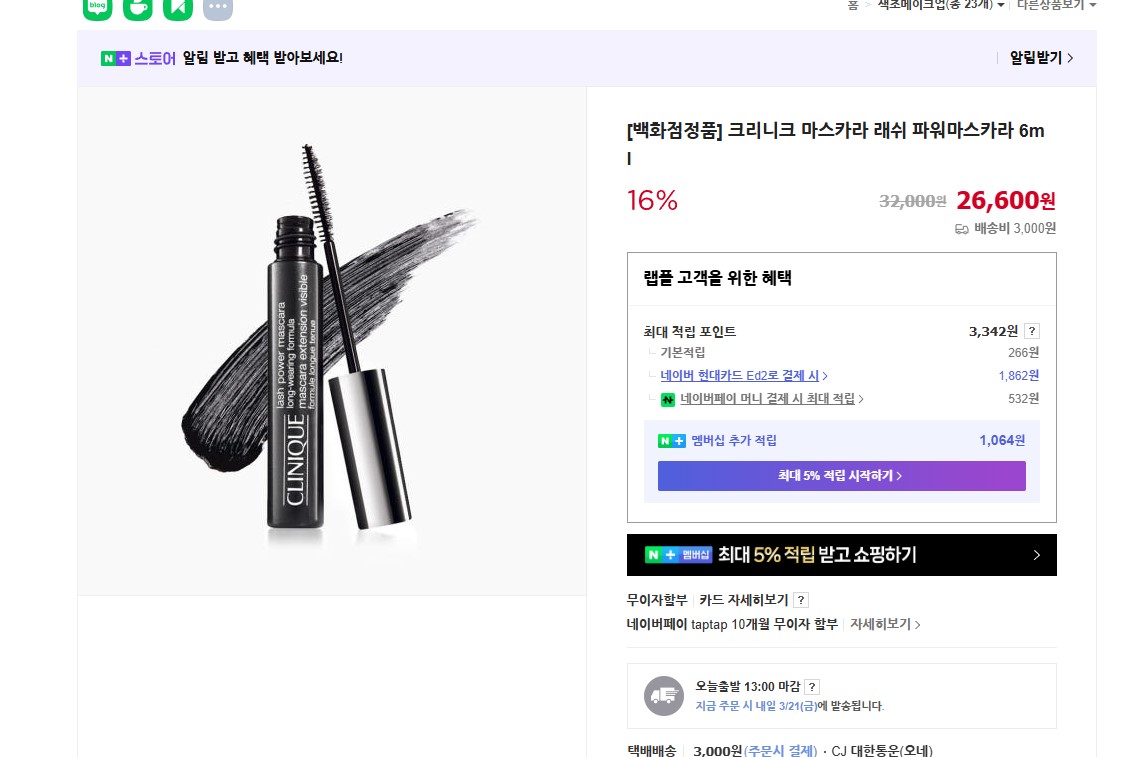 blog
홈 > 색조메이크업(총 23개) 다른상품보기
N+ 스토어 알림 받고 혜택 받아보세요! 알림받기 >
[백화점정품] 크리니크 마스카라 래쉬 파워마스카라 6m
l
16% 32,000원 26,600원
배송비 3,000원
랩플 고객을 위한 혜택
최대 적립 포인트 3,342원 ?
기본적립 266원
네이버 현대카드 Ed2로 결제 시 > 1,862원
네이버페이 머니 결제 시 최대 적립 > 532원
N+ 멤버십 추가 적립 1,064원
최대 5% 적립 시작하기 >
N+ 멤버십 최대 5% 적립 받고 쇼핑하기 >
무이자할부 카드 자세히보기 ?
네이버페이 taptap 10개월 무이자 할부 자세히보기 >
오늘출발 13:00 마감 ?
지금 주문 시 내일 3/21(금)에 발송됩니다.
택배배송 3,000원(주문시 결제) · CJ 대한통운(오네)
lash power mascara
long-wearing formula
mascara extension visible
formule longue tenue
CLINIQUE